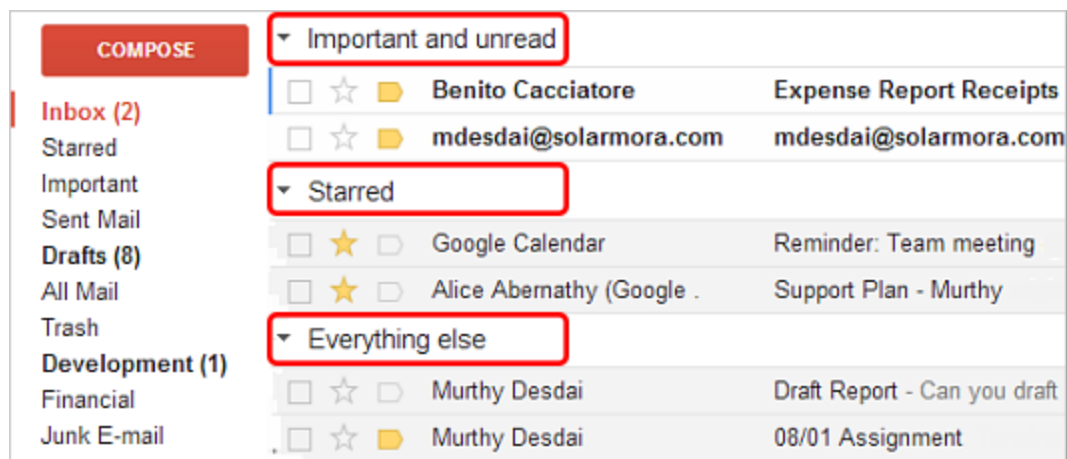 COMPOSE
Inbox (2)
Starred
Important
Sent Mail
Drafts (8)
All Mail
Trash
Development (1)
Financial
Junk E-mail
Important and unread
Benito Cacciatore Expense Report Receipts
mdesdai@solarmora.com mdesdai@solarmora.com
Starred
Google Calendar Reminder: Team meeting
Alice Abernathy (Google . Support Plan - Murthy
Everything else
Murthy Desdai Draft Report - Can you draft
Murthy Desdai 08/01 Assignment